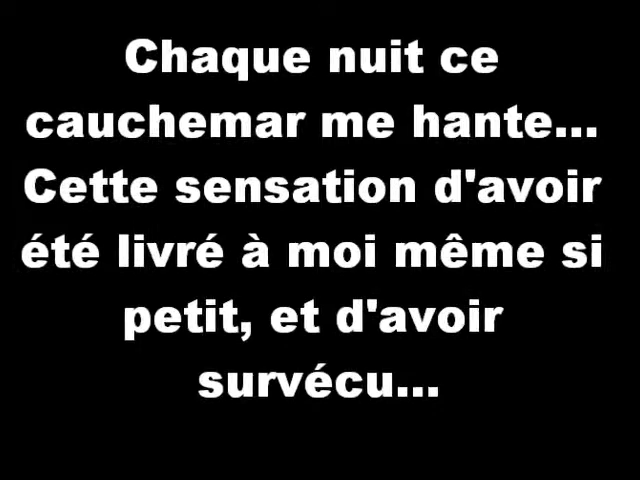 Chaque nuit ce
cauchemar me hante...
Cette sensation d'avoir
été livré à moi même si
petit, et d'avoir
survécu...